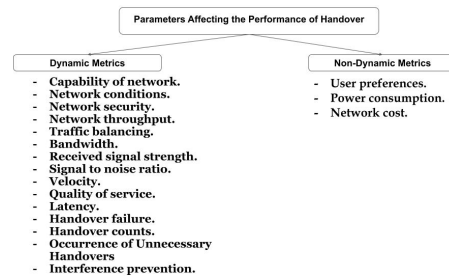 Parameters Affecting the Performance of Handover
Dynamic Metrics
- Capability of network.
- Network conditions.
- Network security.
- Network throughput.
- Traffic balancing.
- Bandwidth.
- Received signal strength.
- Signal to noise ratio.
- Velocity.
- Quality of service.
- Latency.
- Handover failure.
- Handover counts.
- Occurrence of Unnecessary
Handovers
- Interference prevention.
Non-Dynamic Metrics
- User preferences.
- Power consumption.
- Network cost.